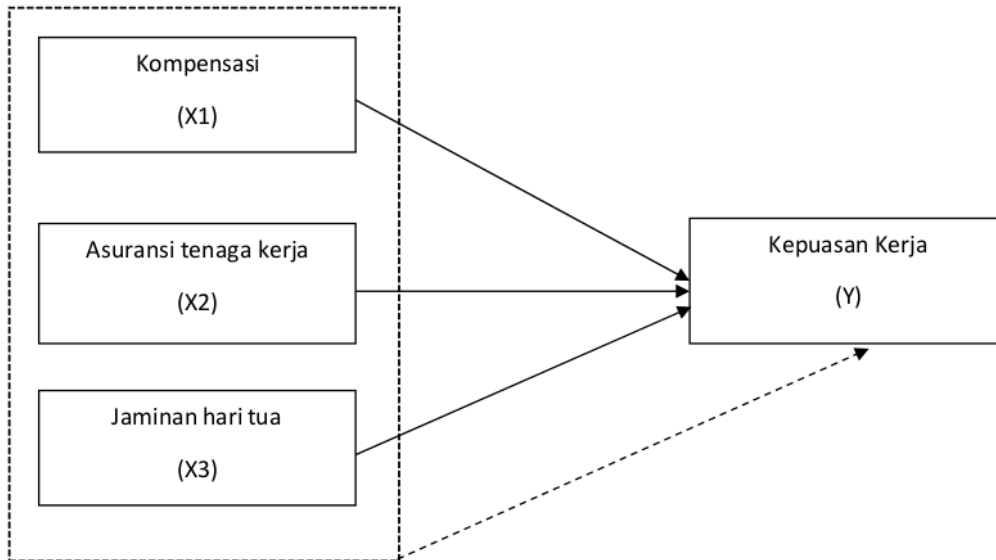 Kompensasi
(X1)
Asuransi tenaga kerja
(X2)
Jaminan hari tua
(X3)
Kepuasan Kerja
(Y)